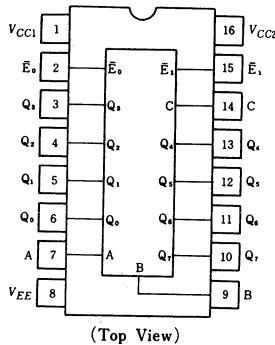 V_CC1 1 16 V_CC2
Ē₀ 2 Ē₀ Ē₁ 15 Ē₁
Q₃ 3 Q₃ C 14 C
Q₂ 4 Q₂ Q₄ 13 Q₄
Q₁ 5 Q₁ Q₅ 12 Q₅
Q₀ 6 Q₀ Q₆ 11 Q₆
A 7 A Q₇ 10 Q₇
B
V_EE 8 9 B
(Top View)